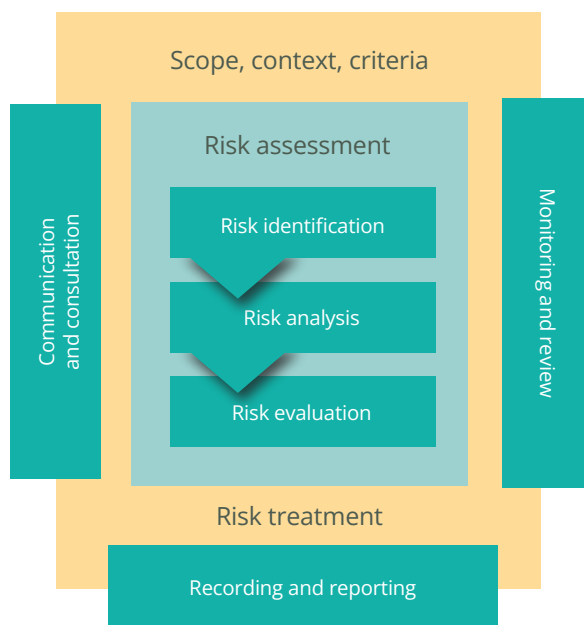 Scope, context, criteria
Risk assessment
Communication
and consultation
Risk identification
Risk analysis
Risk evaluation
Monitoring and review
Risk treatment
Recording and reporting